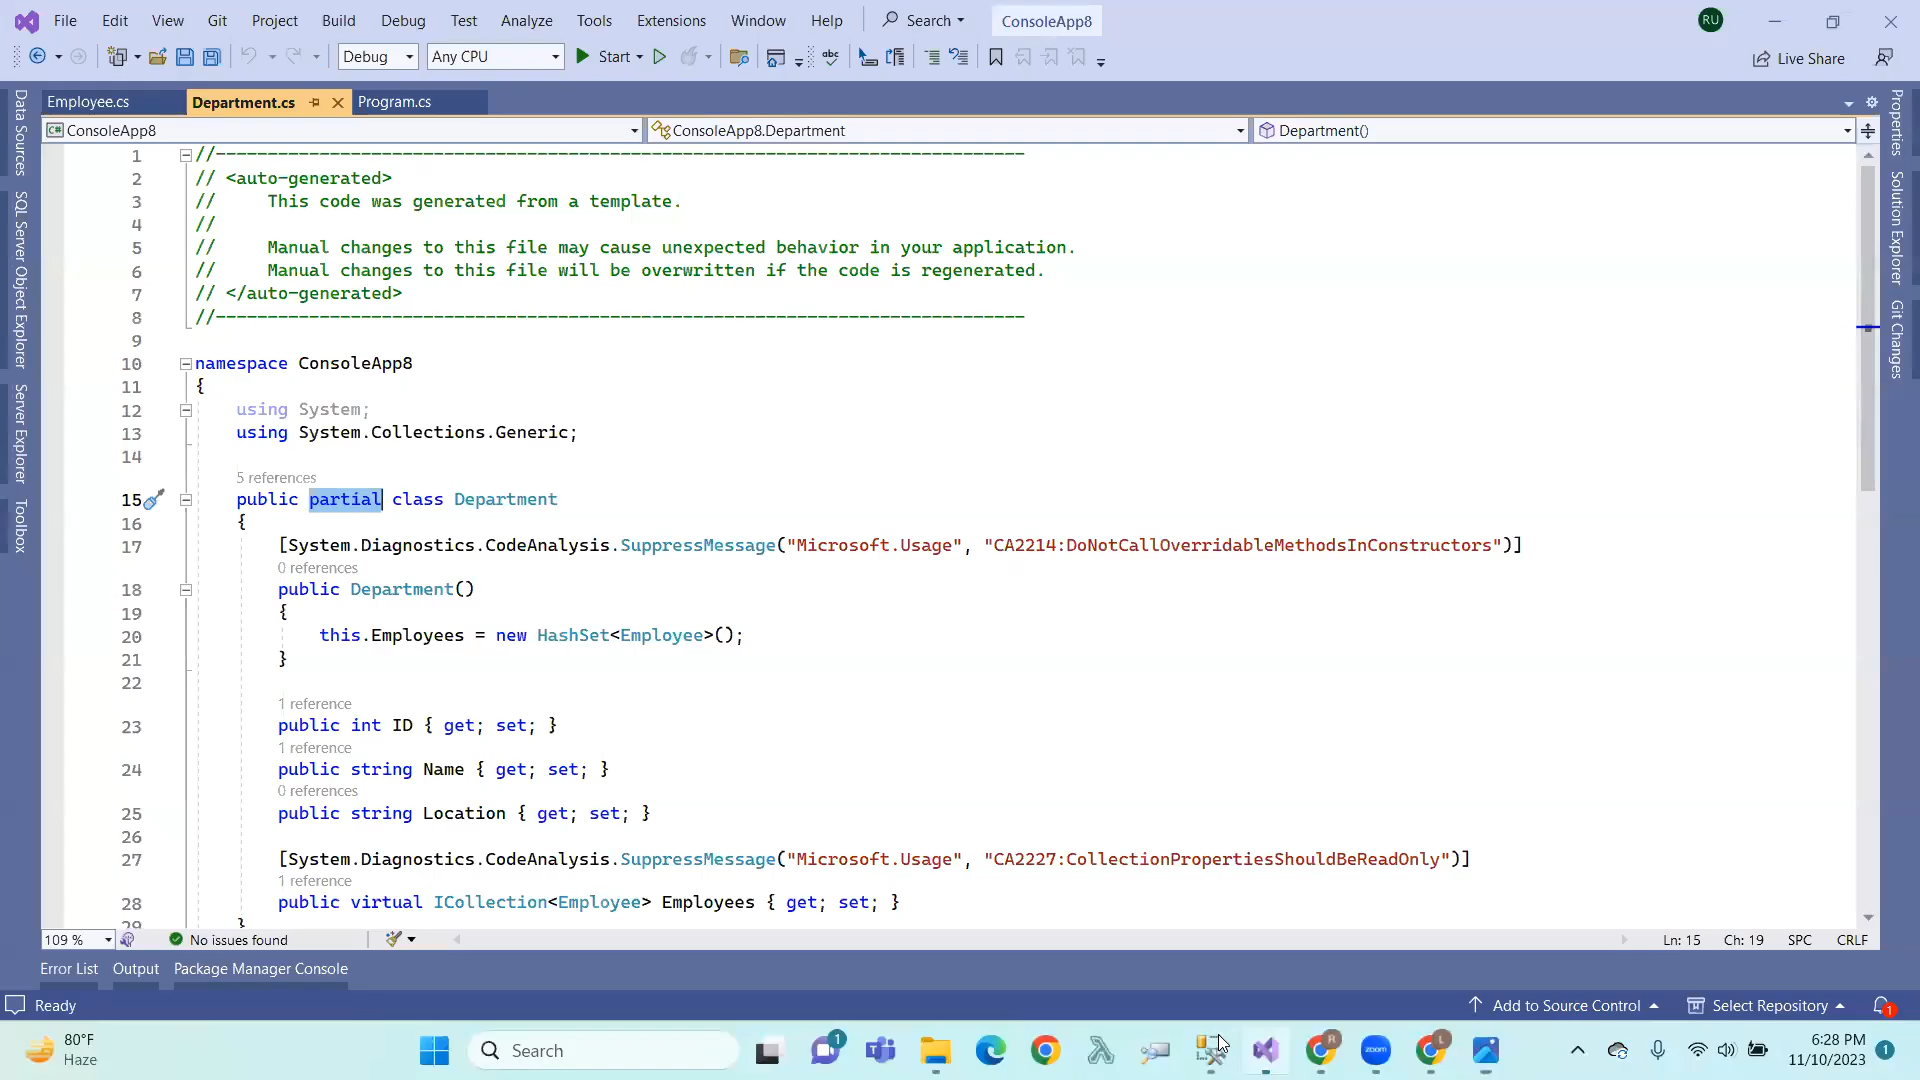 File Edit View Git Project Build Debug Test Analyze Tools Extensions Window Help Search ConsoleApp8 RU
Debug Any CPU Start abc Live Share
Employee.cs Department.cs Program.cs
C# ConsoleApp8 ConsoleApp8.Department Department()
Data Sources
SQL Server Object Explorer
Server Explorer
Toolbox
Properties
Solution Explorer
Git Changes
1 //------------------------------------------------------------------------------
2 // <auto-generated>
3 //     This code was generated from a template.
4 //
5 //     Manual changes to this file may cause unexpected behavior in your application.
6 //     Manual changes to this file will be overwritten if the code is regenerated.
7 // </auto-generated>
8 //------------------------------------------------------------------------------
9
10 namespace ConsoleApp8
11 {
12     using System;
13     using System.Collections.Generic;
14
5 references
15     public partial class Department
16     {
17         [System.Diagnostics.CodeAnalysis.SuppressMessage("Microsoft.Usage", "CA2214:DoNotCallOverridableMethodsInConstructors")]
0 references
18         public Department()
19         {
20             this.Employees = new HashSet<Employee>();
21         }
22
1 reference
23         public int ID { get; set; }
1 reference
24         public string Name { get; set; }
0 references
25         public string Location { get; set; }
26
27         [System.Diagnostics.CodeAnalysis.SuppressMessage("Microsoft.Usage", "CA2227:CollectionPropertiesShouldBeReadOnly")]
1 reference
28         public virtual ICollection<Employee> Employees { get; set; }
29     }
109 % No issues found Ln: 15 Ch: 19 SPC CRLF
Error List Output Package Manager Console
Ready Add to Source Control Select Repository 1
80°F
Haze
Search 1 R zoom L
6:28 PM
11/10/2023 1